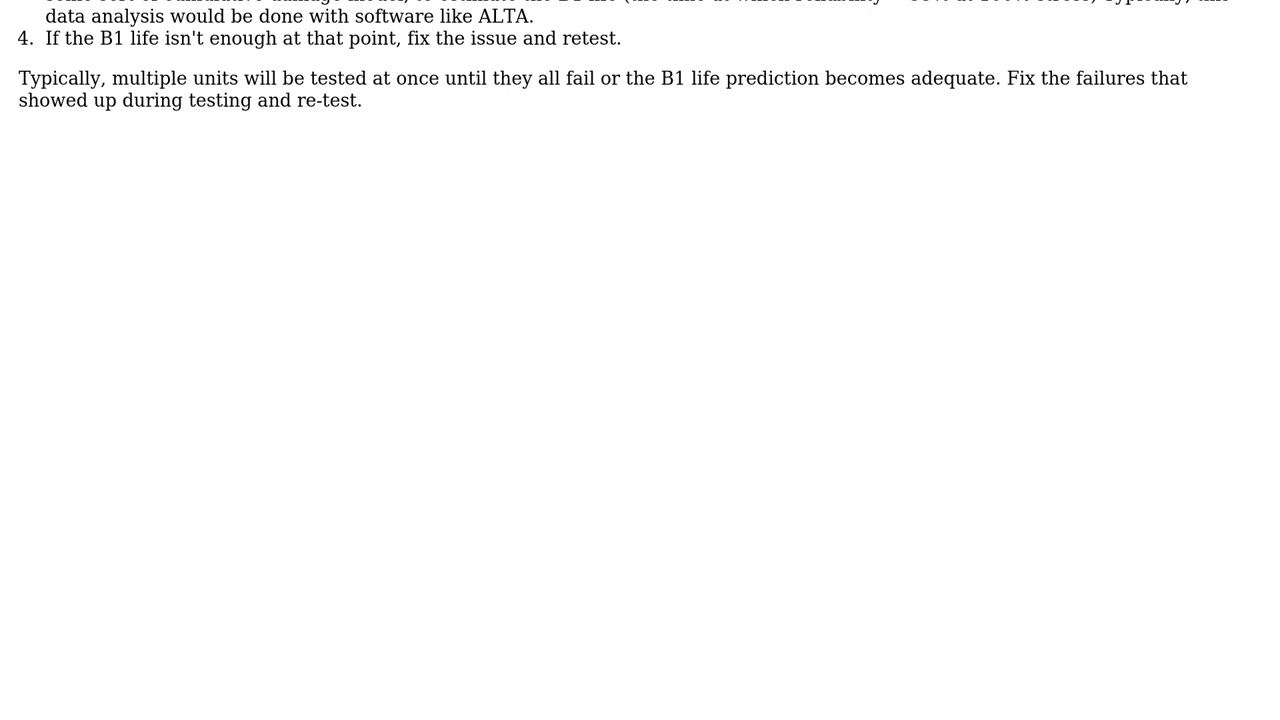 data analysis would be done with software like ALTA.
4. If the B1 life isn't enough at that point, fix the issue and retest.
Typically, multiple units will be tested at once until they all fail or the B1 life prediction becomes adequate. Fix the failures that
showed up during testing and re-test.